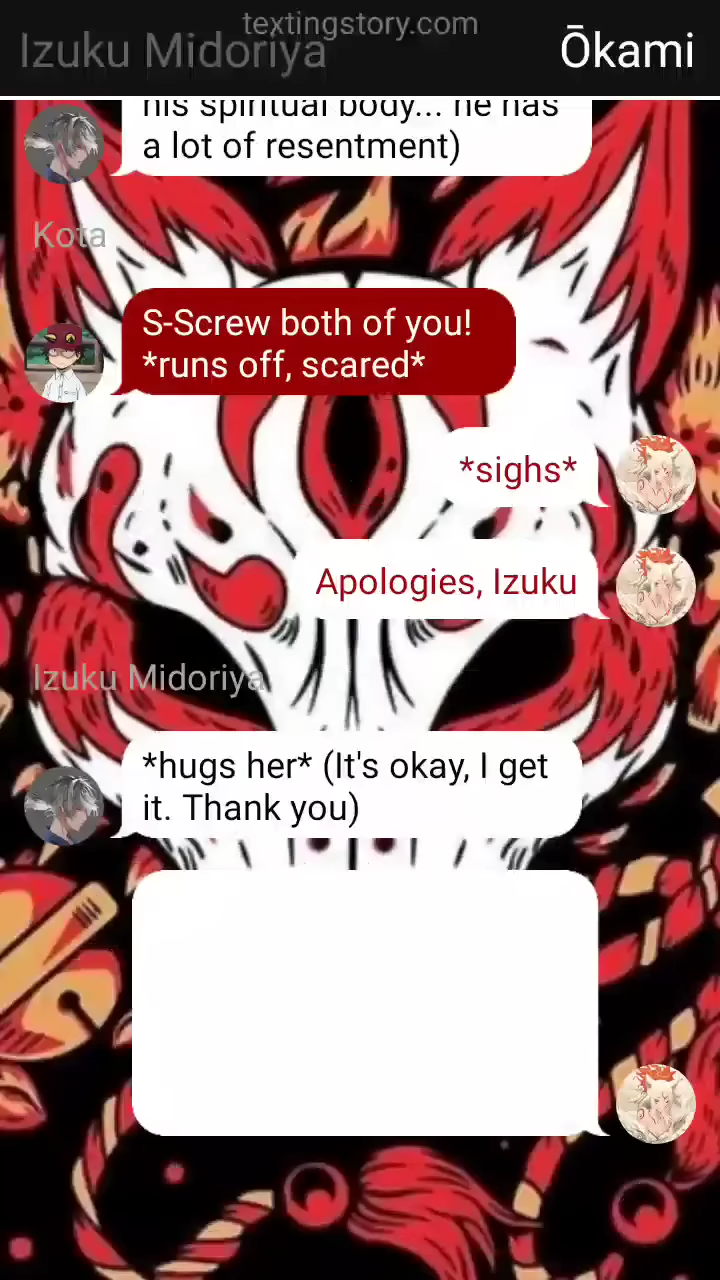 textingstory.com
Izuku Midoriya
Ōkami
his spiritual body... he has
a lot of resentment)
Kota
S-Screw both of you!
*runs off, scared*
*sighs*
Apologies, Izuku
Izuku Midoriya
*hugs her* (It's okay, I get
it. Thank you)